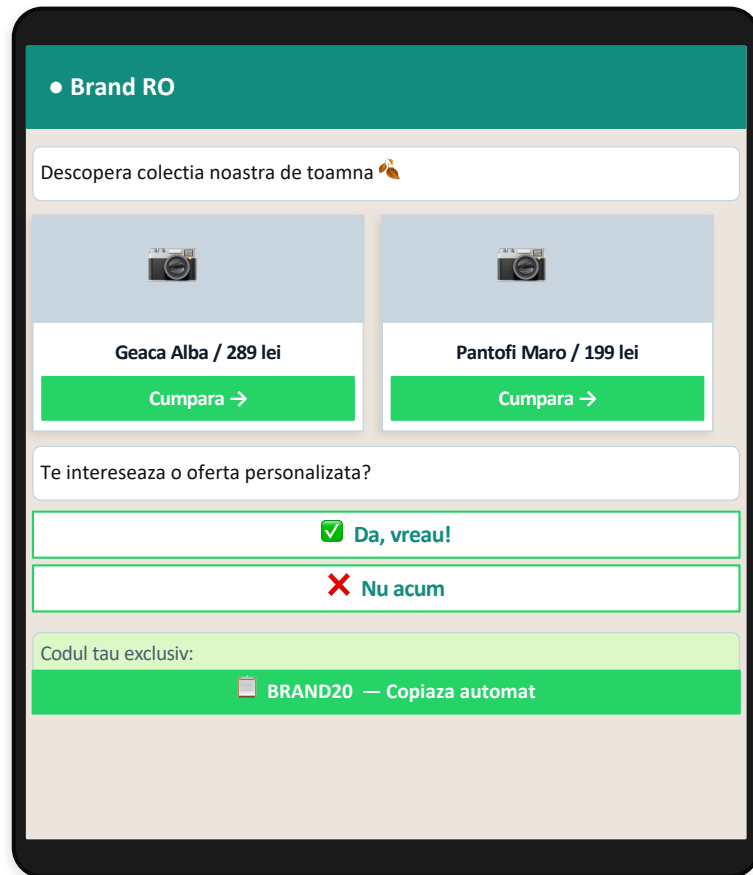 ● Brand RO
Descopera colectia noastra de toamna 🍂
Geaca Alba / 289 lei
Pantofi Maro / 199 lei
Cumpara →
Cumpara →
Te intereseaza o oferta personalizata?
✅ Da, vreau!
❌ Nu acum
Codul tau exclusiv:
📋 BRAND20 — Copiaza automat